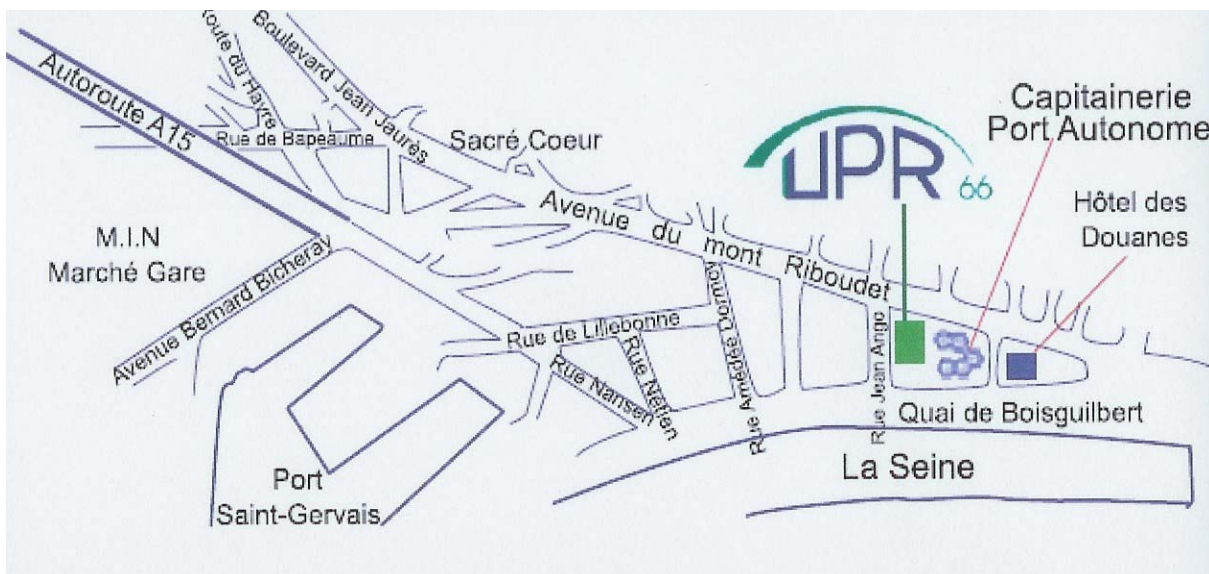 Route du Havre
Boulevard Jean Jaurès
Autoroute A15
Rue de Bapeaume
Sacré Coeur
UPR
66
Capitainerie
Port Autonome
Hôtel des
Douanes
M.I.N
Marché Gare
Avenue Bernard Bicheray
Avenue du mont Riboudet
Rue de Lillebonne
Rue Nansen
Rue Nétien
Rue Amédée Dormoy
Rue Jean Ango
Quai de Boisguilbert
La Seine
Port
Saint-Gervais